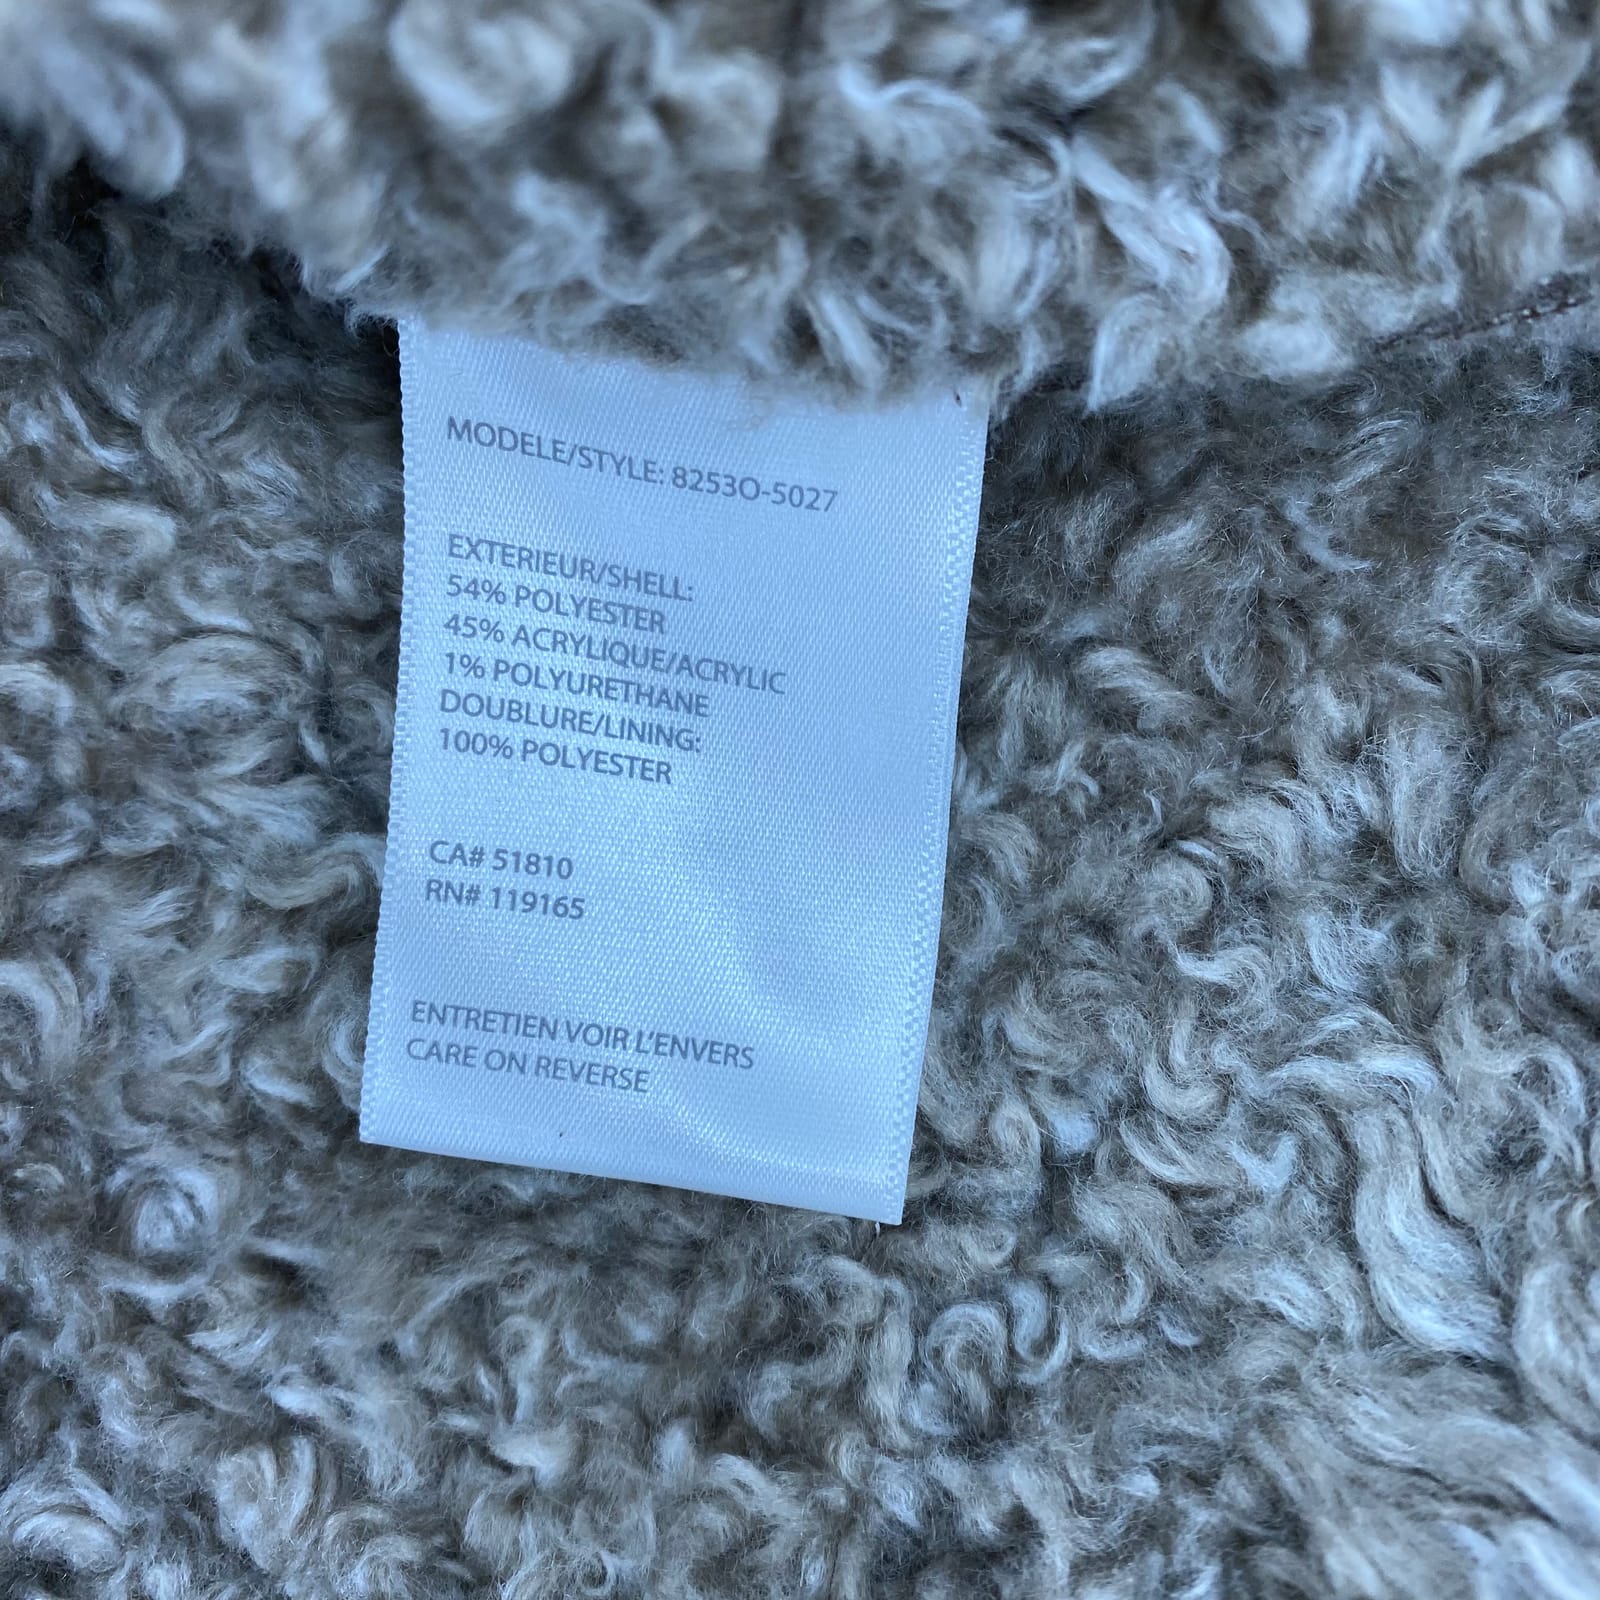 MODELE/STYLE: 8253O-5027
EXTERIEUR/SHELL:
54% POLYESTER
45% ACRYLIQUE/ACRYLIC
1% POLYURETHANE
DOUBLURE/LINING:
100% POLYESTER
CA# 51810
RN# 119165
ENTRETIEN VOIR L'ENVERS
CARE ON REVERSE